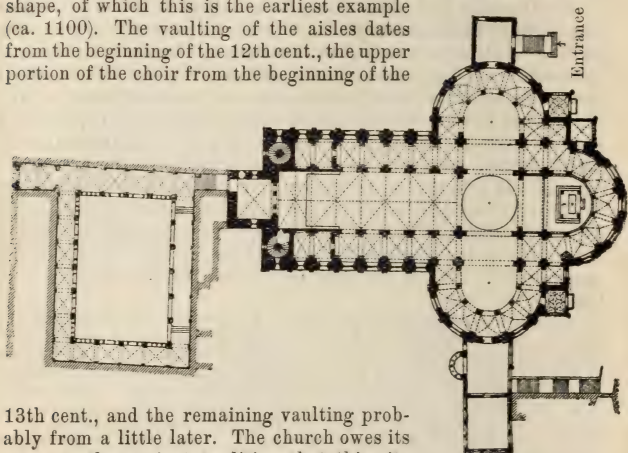 shape, of which this is the earliest example
(ca. 1100). The vaulting of the aisles dates
from the beginning of the 12th cent., the upper
portion of the choir from the beginning of the
Entrance
13th cent., and the remaining vaulting prob-
ably from a little later. The church owes its